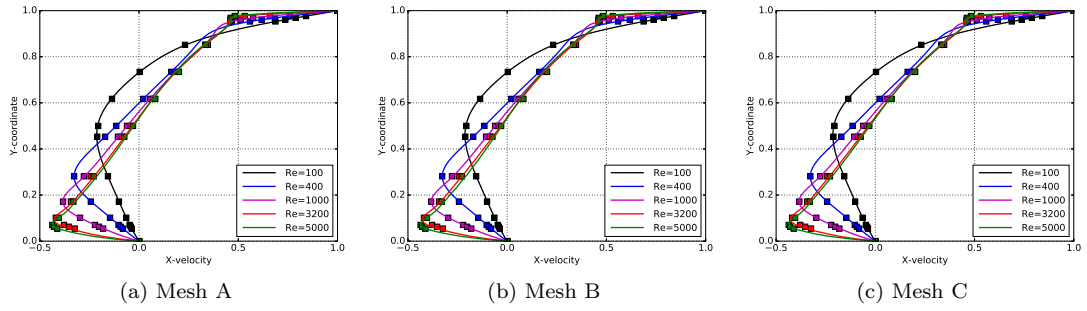 1.0
0.8
0.6
0.4
0.2
0.0
Y-coordinate
−0.5 0.0 0.5 1.0
X-velocity
Re=100
Re=400
Re=1000
Re=3200
Re=5000
(a) Mesh A
1.0
0.8
0.6
0.4
0.2
0.0
Y-coordinate
−0.5 0.0 0.5 1.0
X-velocity
Re=100
Re=400
Re=1000
Re=3200
Re=5000
(b) Mesh B
1.0
0.8
0.6
0.4
0.2
0.0
Y-coordinate
−0.5 0.0 0.5 1.0
X-velocity
Re=100
Re=400
Re=1000
Re=3200
Re=5000
(c) Mesh C